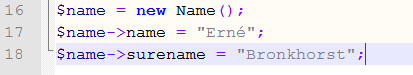 16 $name = new Name();
17 $name->name = "Erné";
18 $name->surename = "Bronkhorst";